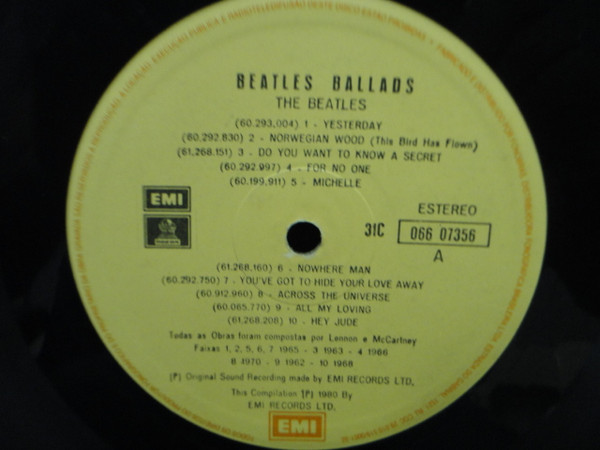 BEATLES BALLADS
THE BEATLES
(60.293,004) 1 - YESTERDAY
(60.292.830) 2 - NORWEGIAN WOOD (This Bird Has Flown)
(61.268.151) 3 - DO YOU WANT TO KNOW A SECRET
(60.292.997) 4 - FOR NO ONE
(60.199,911) 5 - MICHELLE
EMI
ESTEREO
31C 066 07356
A
(61.268,160) 6 - NOWHERE MAN
(60.292.750) 7 - YOU'VE GOT TO HIDE YOUR LOVE AWAY
(60.912.960) 8 - ACROSS THE UNIVERSE
(60.065.770) 9 - ALL MY LOVING
(61.268.208) 10 - HEY JUDE
Todas as Obras foram compostas por Lennon e McCartney
Faixas 1, 2, 5, 6, 7 1965 - 3 1963 - 4 1966
8 1970 - 9 1962 - 10 1968
(P) Original Sound Recording made by EMI RECORDS LTD.
This Compilation (P) 1980 By
EMI RECORDS LTD.
EMI